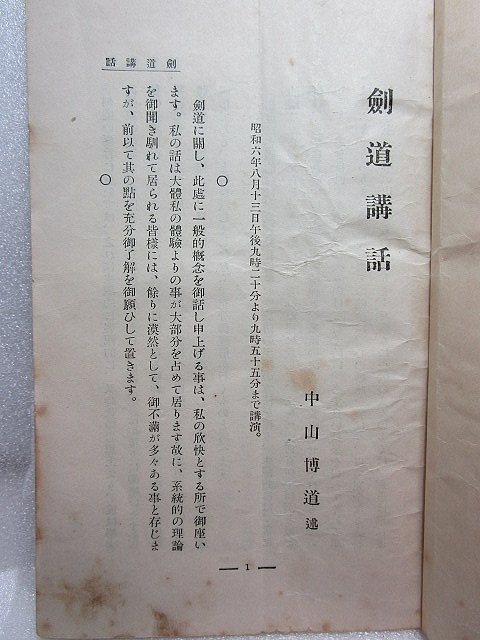 劍道講話
中山博道 述
昭和六年八月十三日午後九時二十分より九時五十五分まで講演。
○
劍道に關し、此處に一般的概念を御話し申上げる事は、私の欣快とする所で御座い
ます。私の話は大體私の體驗よりの事が大部分を占めて居ります故に、系統的の理論
を御聞き馴れて居られる皆樣には、餘りに漠然として、御不滿が多々ある事と存じま
すが、前以て其の點を充分御了解を御願ひして置きます。
○
劍道講話
1